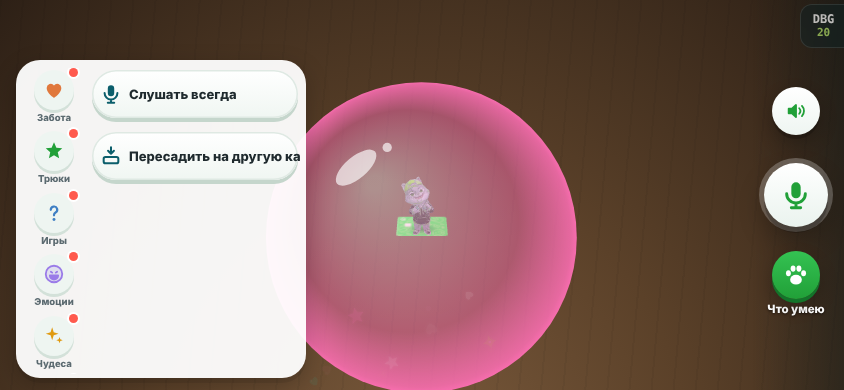 DBG
20
Слушать всегда
Забота
Пересадить на другую ка
Трюки
Игры
Эмоции
Чудеса
Что умею